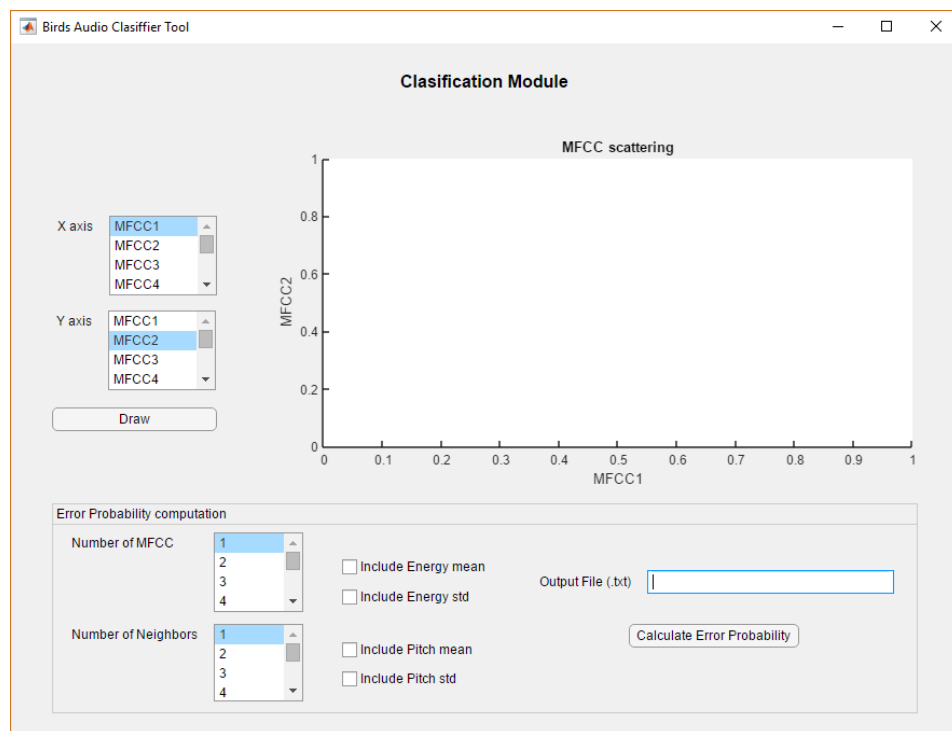 Birds Audio Clasiffier Tool
Clasification Module
MFCC scattering
X axis
MFCC1
MFCC2
MFCC3
MFCC4
Y axis
MFCC1
MFCC2
MFCC3
MFCC4
Draw
MFCC2
1
0.8
0.6
0.4
0.2
0
0 0.1 0.2 0.3 0.4 0.5 0.6 0.7 0.8 0.9 1
MFCC1
Error Probability computation
Number of MFCC
1
2
3
4
Number of Neighbors
1
2
3
4
Include Energy mean
Include Energy std
Include Pitch mean
Include Pitch std
Output File (.txt)
Calculate Error Probability